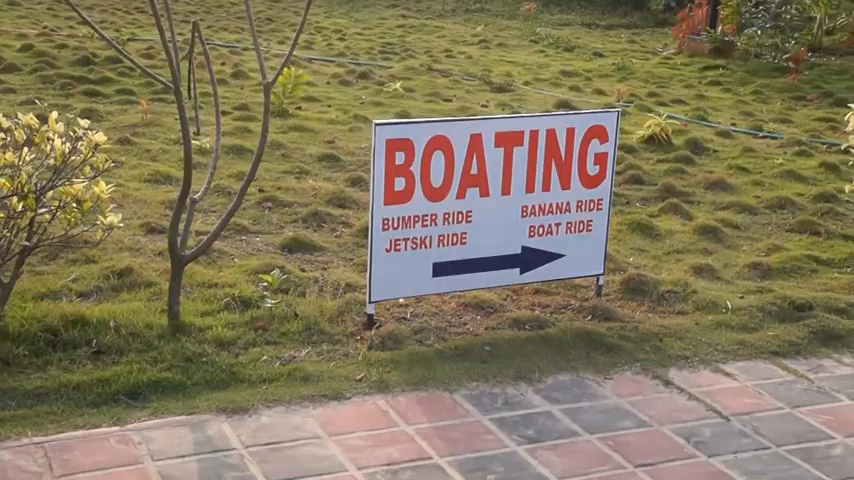 BOATING
BUMPER RIDE BANANA RIDE
JETSKI RIDE BOAT RIDE